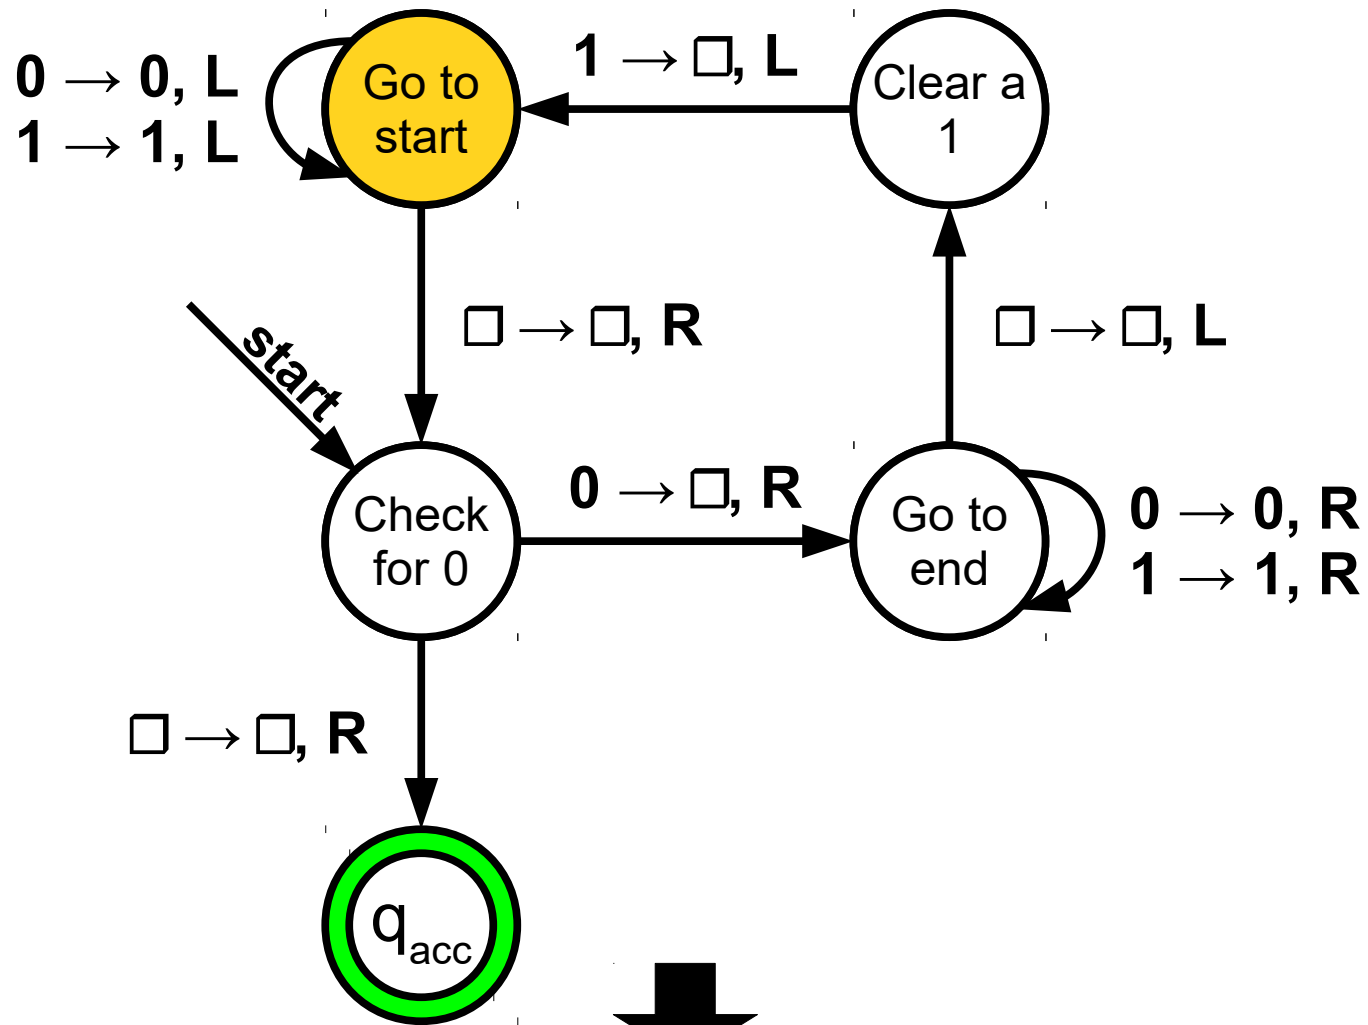 0 → 0, L
1 → 1, L
Go to
start
1 → □, L
Clear a
1
□ → □, R
□ → □, L
start
Check
for 0
0 → □, R
Go to
end
0 → 0, R
1 → 1, R
□ → □, R
qacc